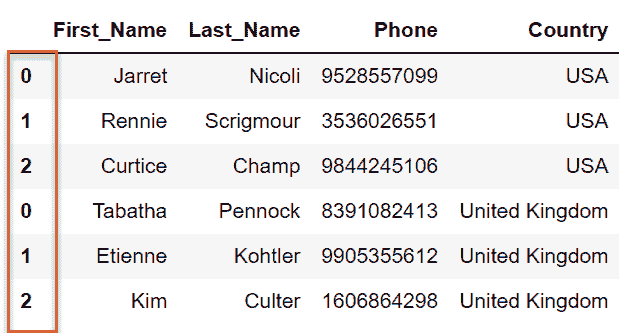 First_Name Last_Name Phone Country
0 Jarret Nicoli 9528557099 USA
1 Rennie Scrigmour 3536026551 USA
2 Curtice Champ 9844245106 USA
0 Tabatha Pennock 8391082413 United Kingdom
1 Etienne Kohtler 9905355612 United Kingdom
2 Kim Culter 1606864298 United Kingdom